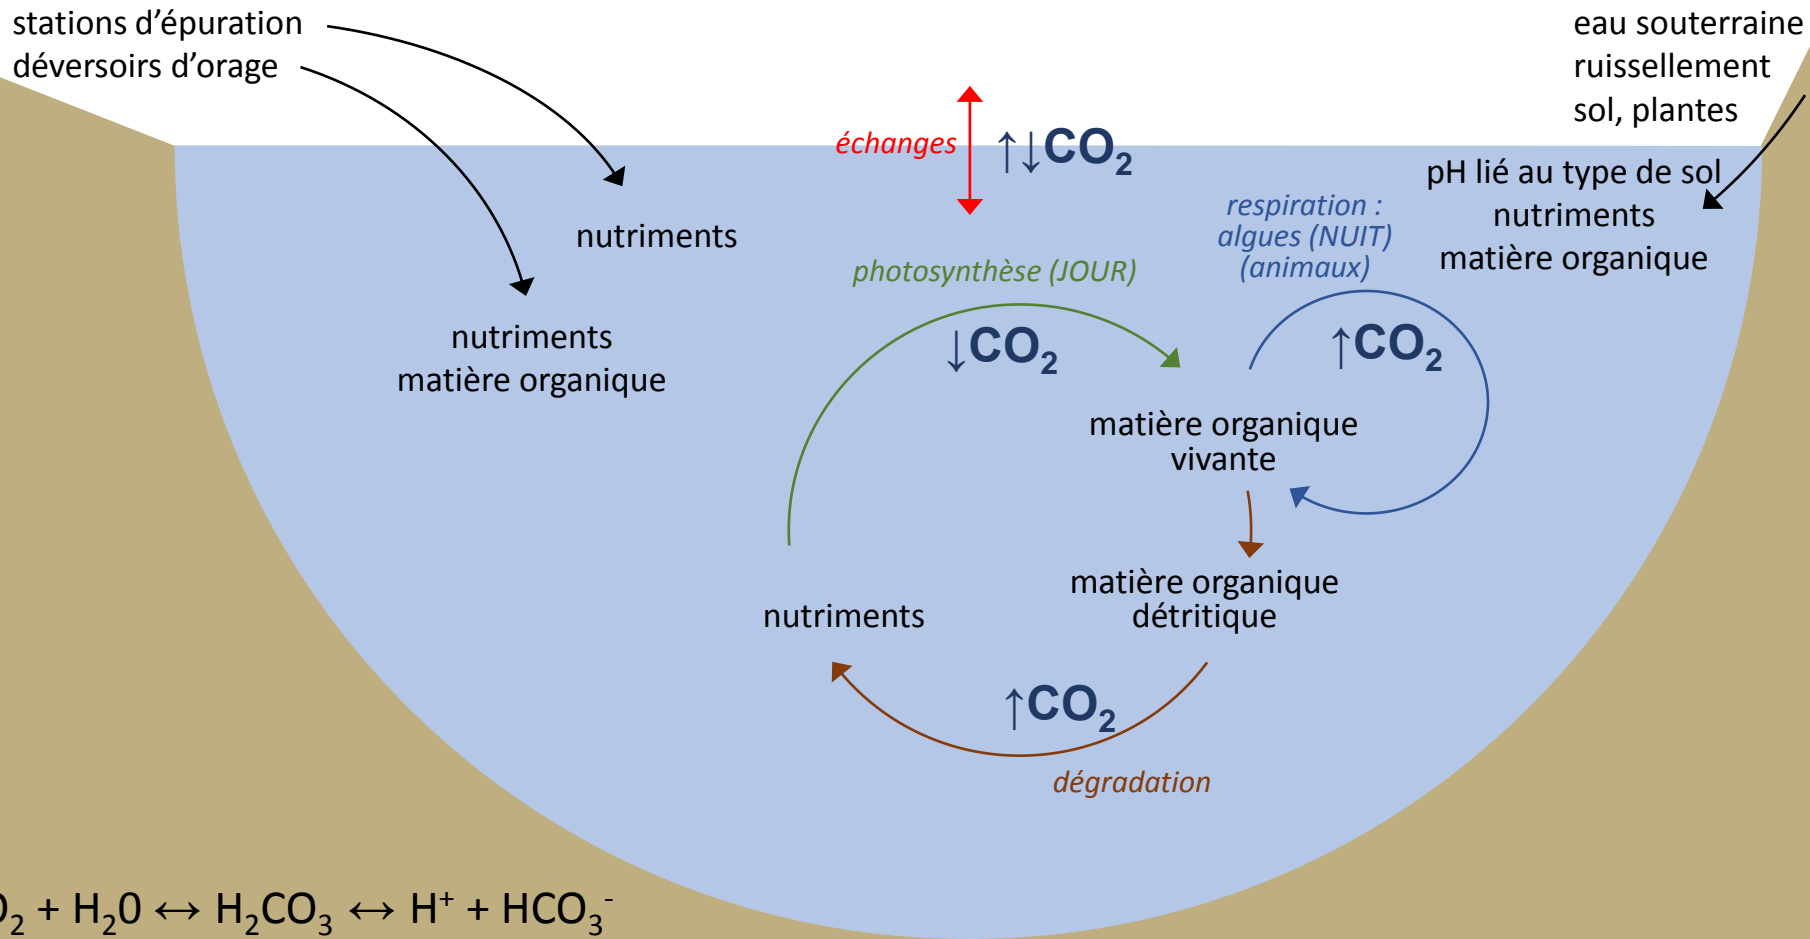 stations d’épuration
déversoirs d’orage
eau souterraine
ruissellement
sol, plantes
échanges
↑↓CO₂
pH lié au type de sol
nutriments
matière organique
respiration :
algues (NUIT)
(animaux)
nutriments
photosynthèse (JOUR)
nutriments
matière organique
↓CO₂
↑CO₂
matière organique
vivante
matière organique
détritique
nutriments
↑CO₂
dégradation
O₂ + H₂0 ↔ H₂CO₃ ↔ H⁺ + HCO₃⁻